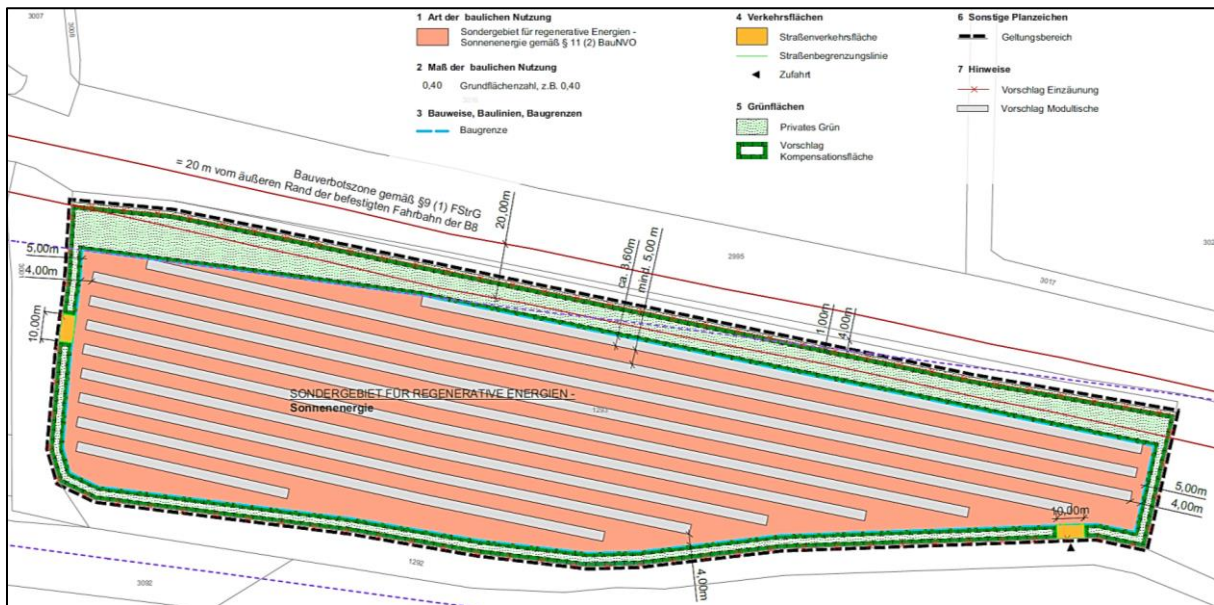 3007
3008
1 Art der baulichen Nutzung
Sondergebiet für regenerative Energien -
Sonnenenergie gemäß § 11 (2) BauNVO
2 Maß der baulichen Nutzung
0,40 Grundflächenzahl, z.B. 0,40
3 Bauweise, Baulinien, Baugrenzen
Baugrenze
4 Verkehrsflächen
Straßenverkehrsfläche
Straßenbegrenzungslinie
Zufahrt
5 Grünflächen
Privates Grün
Vorschlag
Kompensationsfläche
6 Sonstige Planzeichen
Geltungsbereich
7 Hinweise
Vorschlag Einzäunung
Vorschlag Modultische
Bauverbotszone gemäß §9 (1) FStrG
= 20 m vom äußeren Rand der befestigten Fahrbahn der B8
20,00m
ca. 3,60m
mind. 5,00 m
2995
3017
1,00m
4,00m
5,00m
4,00m
3001
10,00m
SONDERGEBIET FÜR REGENERATIVE ENERGIEN -
Sonnenenergie
1293
5,00m
4,00m
10,00m
4,00m
1292
3092